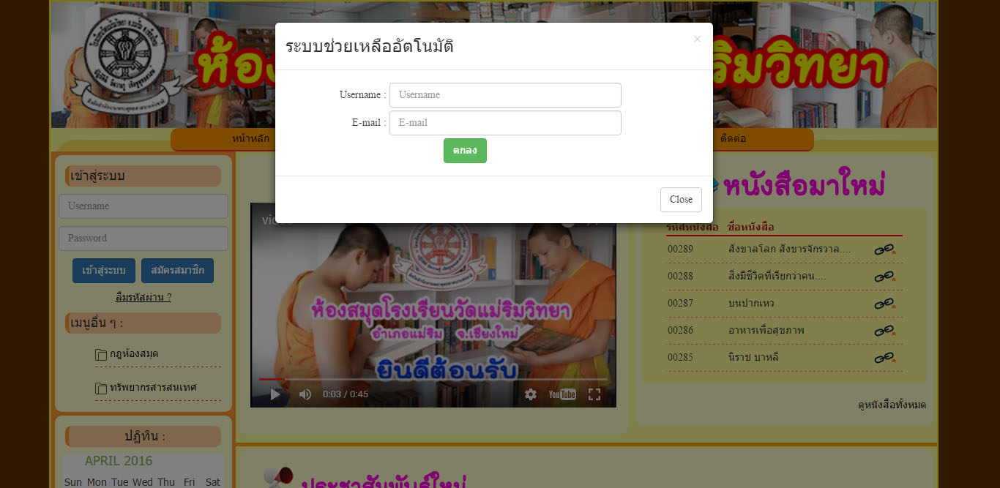 ห้อง
ริมวิทยา
ระบบช่วยเหลืออัตโนมัติ
×
Username :
Username
E-mail :
E-mail
ตกลง
Close
หน้าหลัก
ติดต่อ
เข้าสู่ระบบ
Username
Password
เข้าสู่ระบบ
สมัครสมาชิก
ลืมรหัสผ่าน ?
เมนูอื่น ๆ :
กฎห้องสมุด
ทรัพยากรสารสนเทศ
ปฏิทิน :
APRIL 2016
Sun Mon Tue Wed Thu Fri Sat
ห้องสมุดโรงเรียนวัดแม่ริมวิทยา
อำเภอแม่ริม จ.เชียงใหม่
ยินดีต้อนรับ
0:03 / 0:45
YouTube
หนังสือมาใหม่
รหัสหนังสือ ชื่อหนังสือ
00289 สังขาลโลก สังขารจักรวาล....
00288 สิ่งมีชีวิตที่เรียกว่าคน....
00287 บนปากเหว
00286 อาหารเพื่อสุขภาพ
00285 นิราช บาหลี
ดูหนังสือทั้งหมด
ประชาสัมพันธ์ใหม่